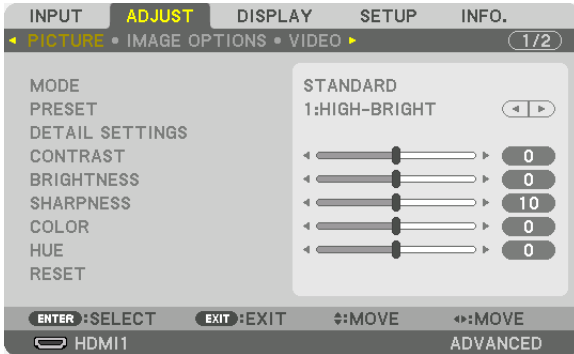 INPUT ADJUST DISPLAY SETUP INFO.
PICTURE • IMAGE OPTIONS • VIDEO 1/2
MODE STANDARD
PRESET 1:HIGH-BRIGHT
DETAIL SETTINGS
CONTRAST 0
BRIGHTNESS 0
SHARPNESS 10
COLOR 0
HUE 0
RESET
ENTER:SELECT EXIT:EXIT :MOVE :MOVE
HDMI1 ADVANCED